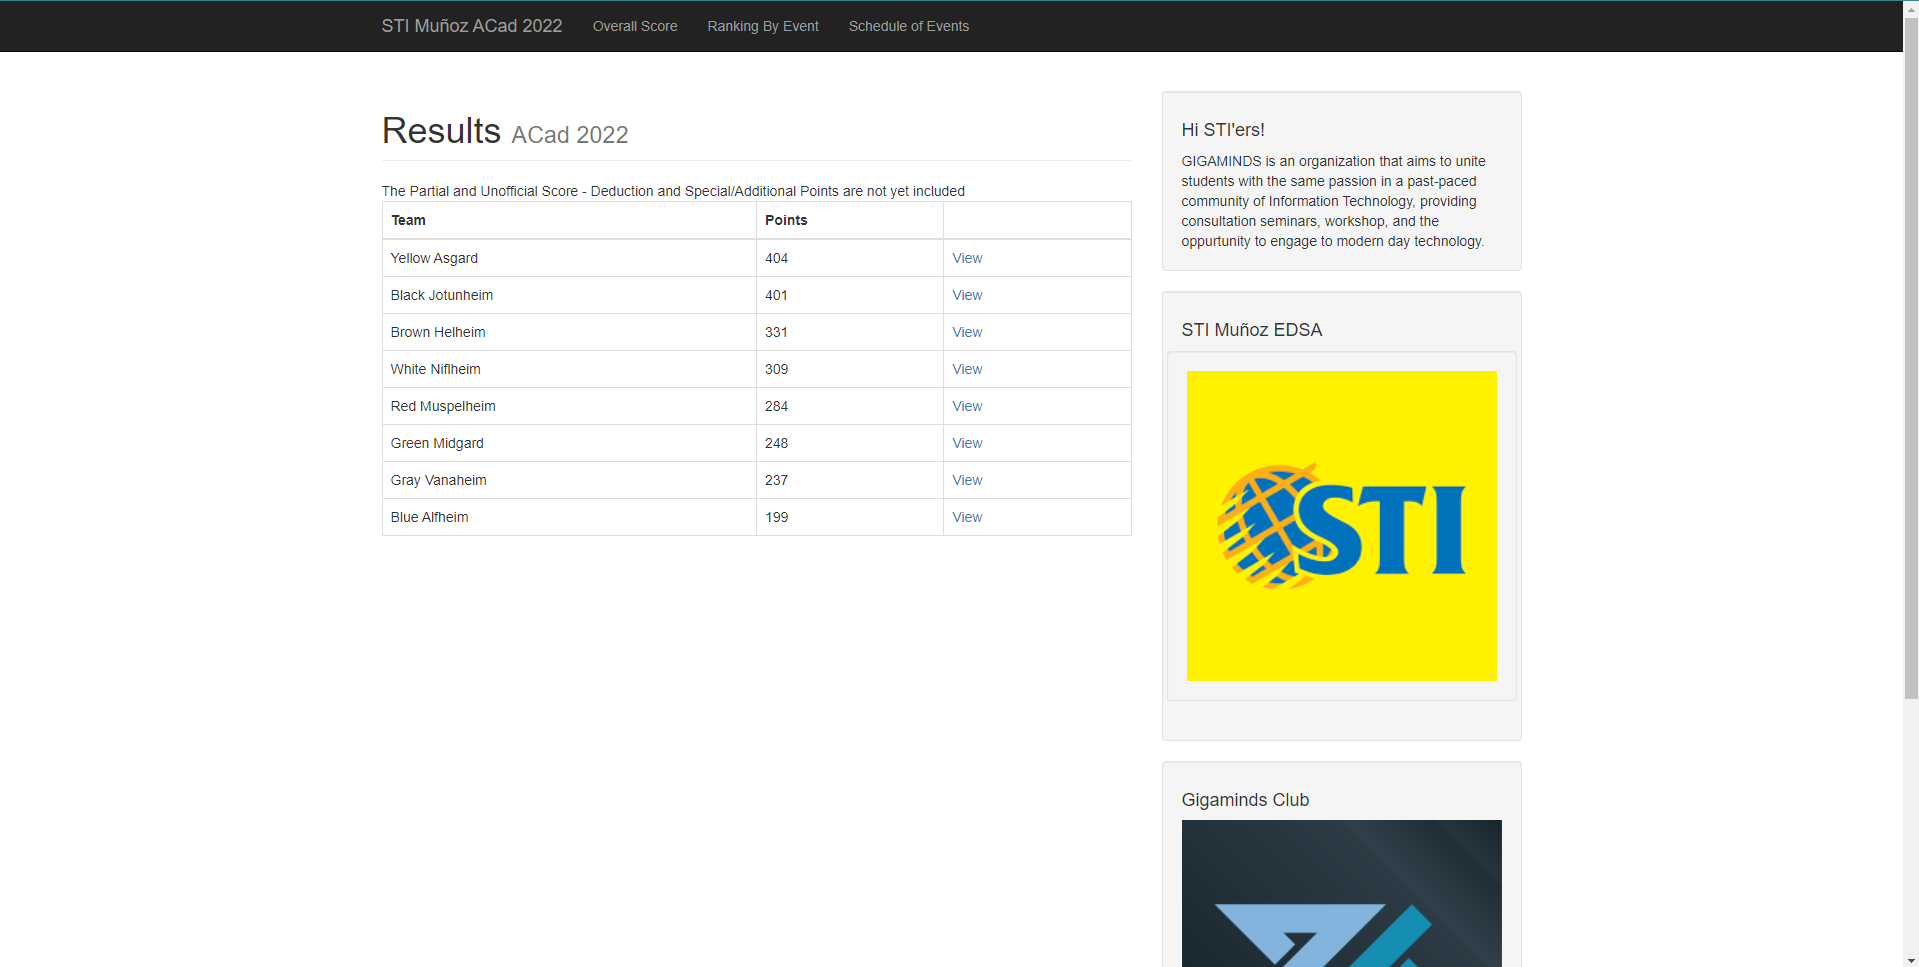 STI Muñoz ACad 2022 Overall Score Ranking By Event Schedule of Events
Results ACad 2022
The Partial and Unofficial Score - Deduction and Special/Additional Points are not yet included
Team Points
Yellow Asgard 404 View
Black Jotunheim 401 View
Brown Helheim 331 View
White Niflheim 309 View
Red Muspelheim 284 View
Green Midgard 248 View
Gray Vanaheim 237 View
Blue Alfheim 199 View
Hi STI'ers!
GIGAMINDS is an organization that aims to unite
students with the same passion in a past-paced
community of Information Technology, providing
consultation seminars, workshop, and the
oppurtunity to engage to modern day technology.
STI Muñoz EDSA
STI
Gigaminds Club